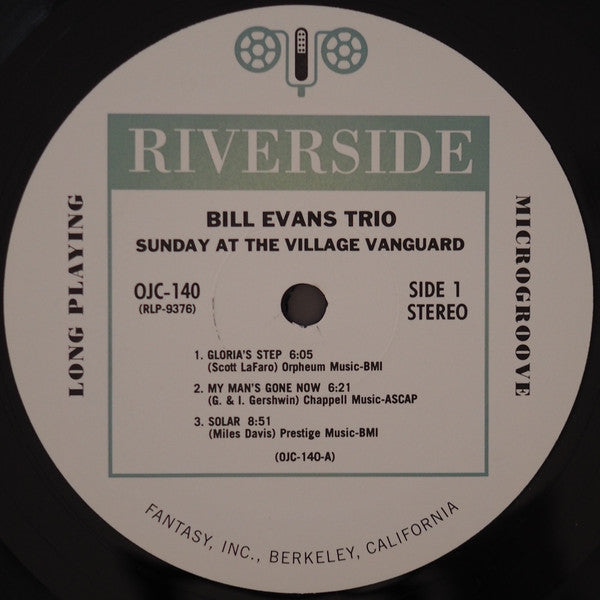 RIVERSIDE
BILL EVANS TRIO
SUNDAY AT THE VILLAGE VANGUARD
OJC-140
(RLP-9376)
SIDE 1
STEREO
LONG PLAYING
MICROGROOVE
1. GLORIA'S STEP 6:05
(Scott LaFaro) Orpheum Music-BMI
2. MY MAN'S GONE NOW 6:21
(G. & I. Gershwin) Chappell Music-ASCAP
3. SOLAR 8:51
(Miles Davis) Prestige Music-BMI
(OJC-140-A)
FANTASY, INC., BERKELEY, CALIFORNIA